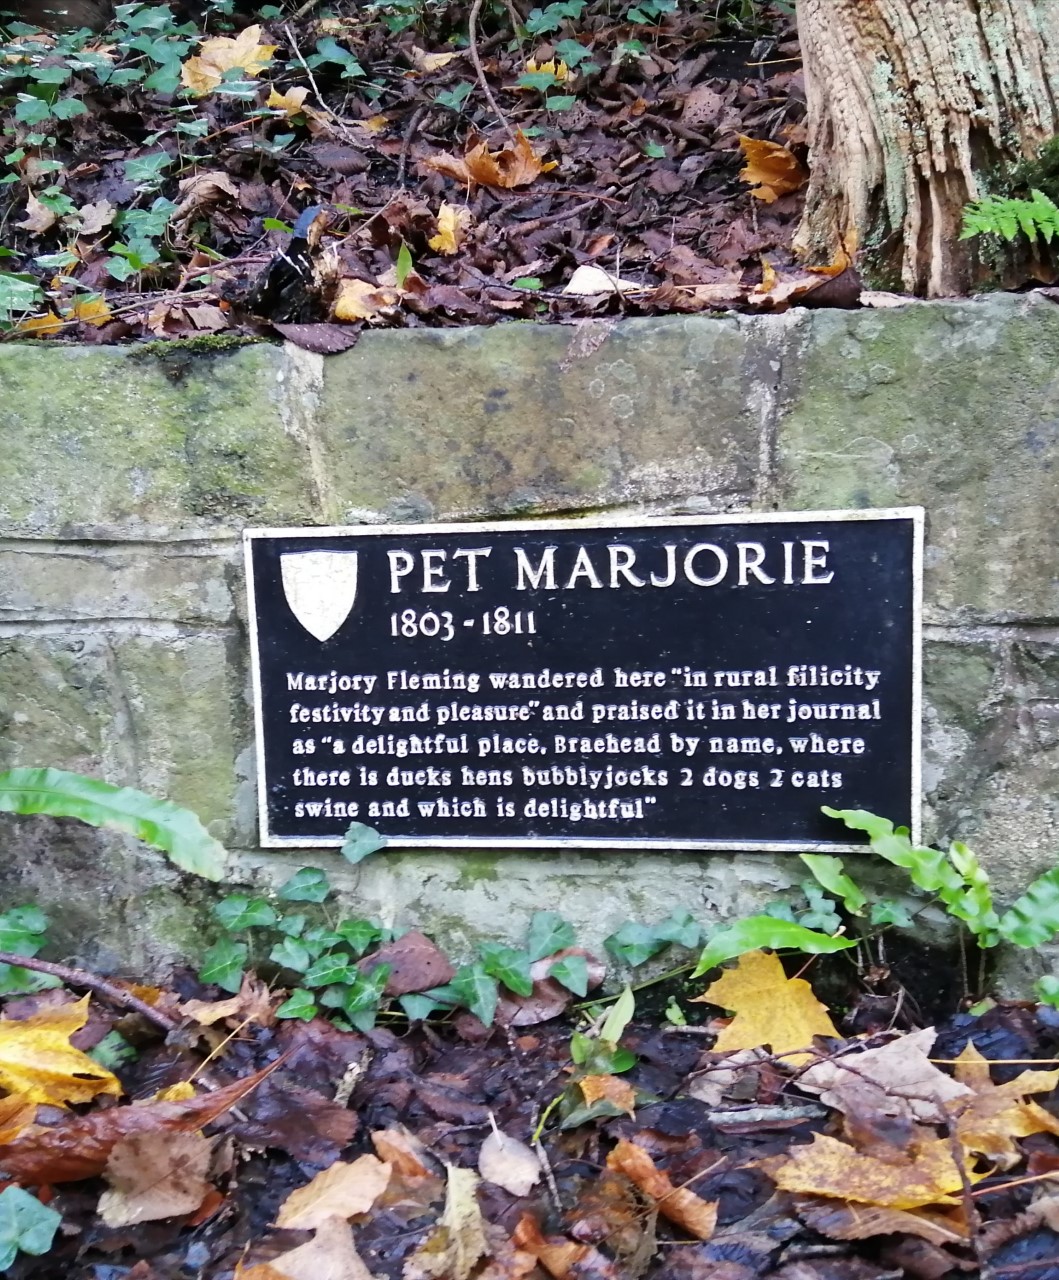 PET MARJORIE
1803-1811
Marjory Fleming wandered here "in rural filicity
festivity and pleasure" and praised it in her journal
as "a delightful place, Braehead by name, where
there is ducks hens bubblyjocks 2 dogs 2 cats
swine and which is delightful"